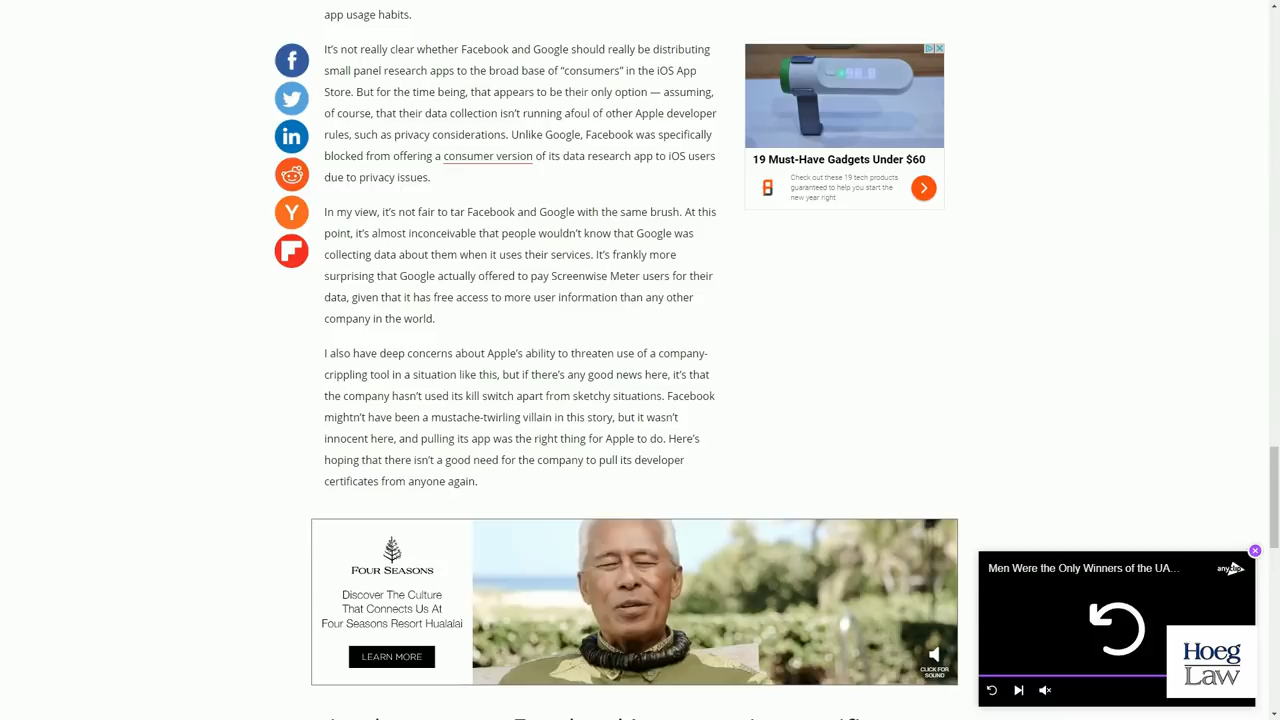 app usage habits.
It's not really clear whether Facebook and Google should really be distributing
small panel research apps to the broad base of “consumers” in the iOS App
Store. But for the time being, that appears to be their only option — assuming,
of course, that their data collection isn't running afoul of other Apple developer
rules, such as privacy considerations. Unlike Google, Facebook was specifically
blocked from offering a consumer version of its data research app to iOS users
due to privacy issues.
In my view, it's not fair to tar Facebook and Google with the same brush. At this
point, it's almost inconceivable that people wouldn't know that Google was
collecting data about them when it uses their services. It's frankly more
surprising that Google actually offered to pay Screenwise Meter users for their
data, given that it has free access to more user information than any other
company in the world.
I also have deep concerns about Apple's ability to threaten use of a company-
crippling tool in a situation like this, but if there's any good news here, it's that
the company hasn't used its kill switch apart from sketchy situations. Facebook
mightn't have been a mustache-twirling villain in this story, but it wasn't
innocent here, and pulling its app was the right thing for Apple to do. Here's
hoping that there isn't a good need for the company to pull its developer
certificates from anyone again.
19 Must-Have Gadgets Under $60
Check out these 19 tech products
guaranteed to help you start the
new year right
FOUR SEASONS
Discover The Culture
That Connects Us At
Four Seasons Resort Hualalai
LEARN MORE
CLICK FOR
SOUND
Men Were the Only Winners of the UA...
anyclip
Hoeg
Law